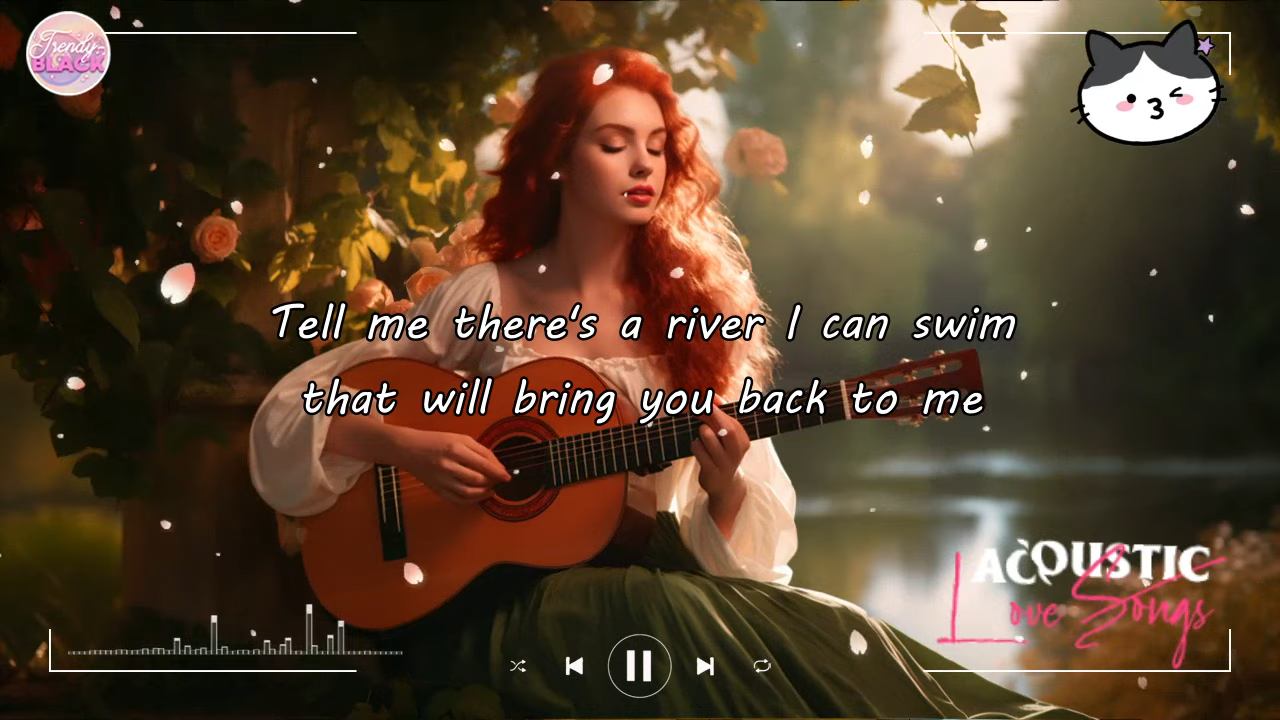 Trendy
BLACK
Tell me there's a river I can swim
that will bring you back to me
ACOUSTIC
Love Songs